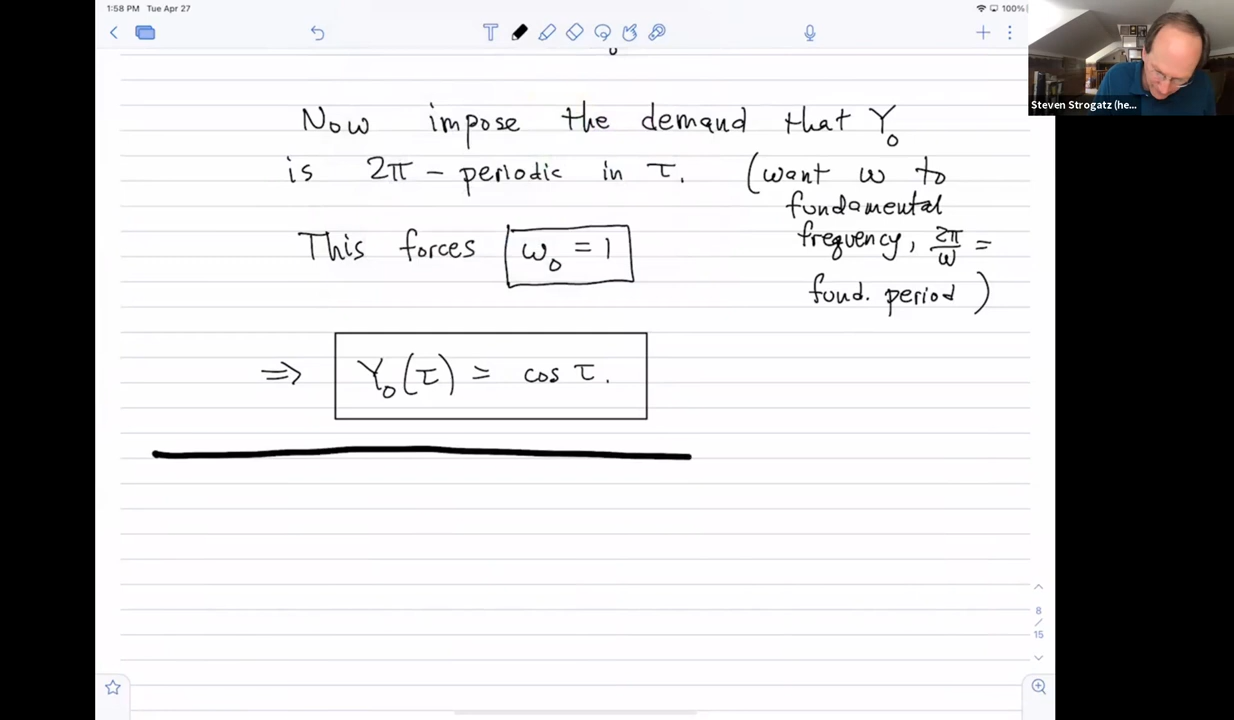 1:58 PM Tue Apr 27
100%
Steven Strogatz (he...
Now impose the demand that Y₀
is 2π-periodic in τ. (want ω to
fundamental
This forces ω₀ = 1 frequency, 2π/ω =
fund. period)
⇒ Y₀(τ) = cos τ.
8
/
15